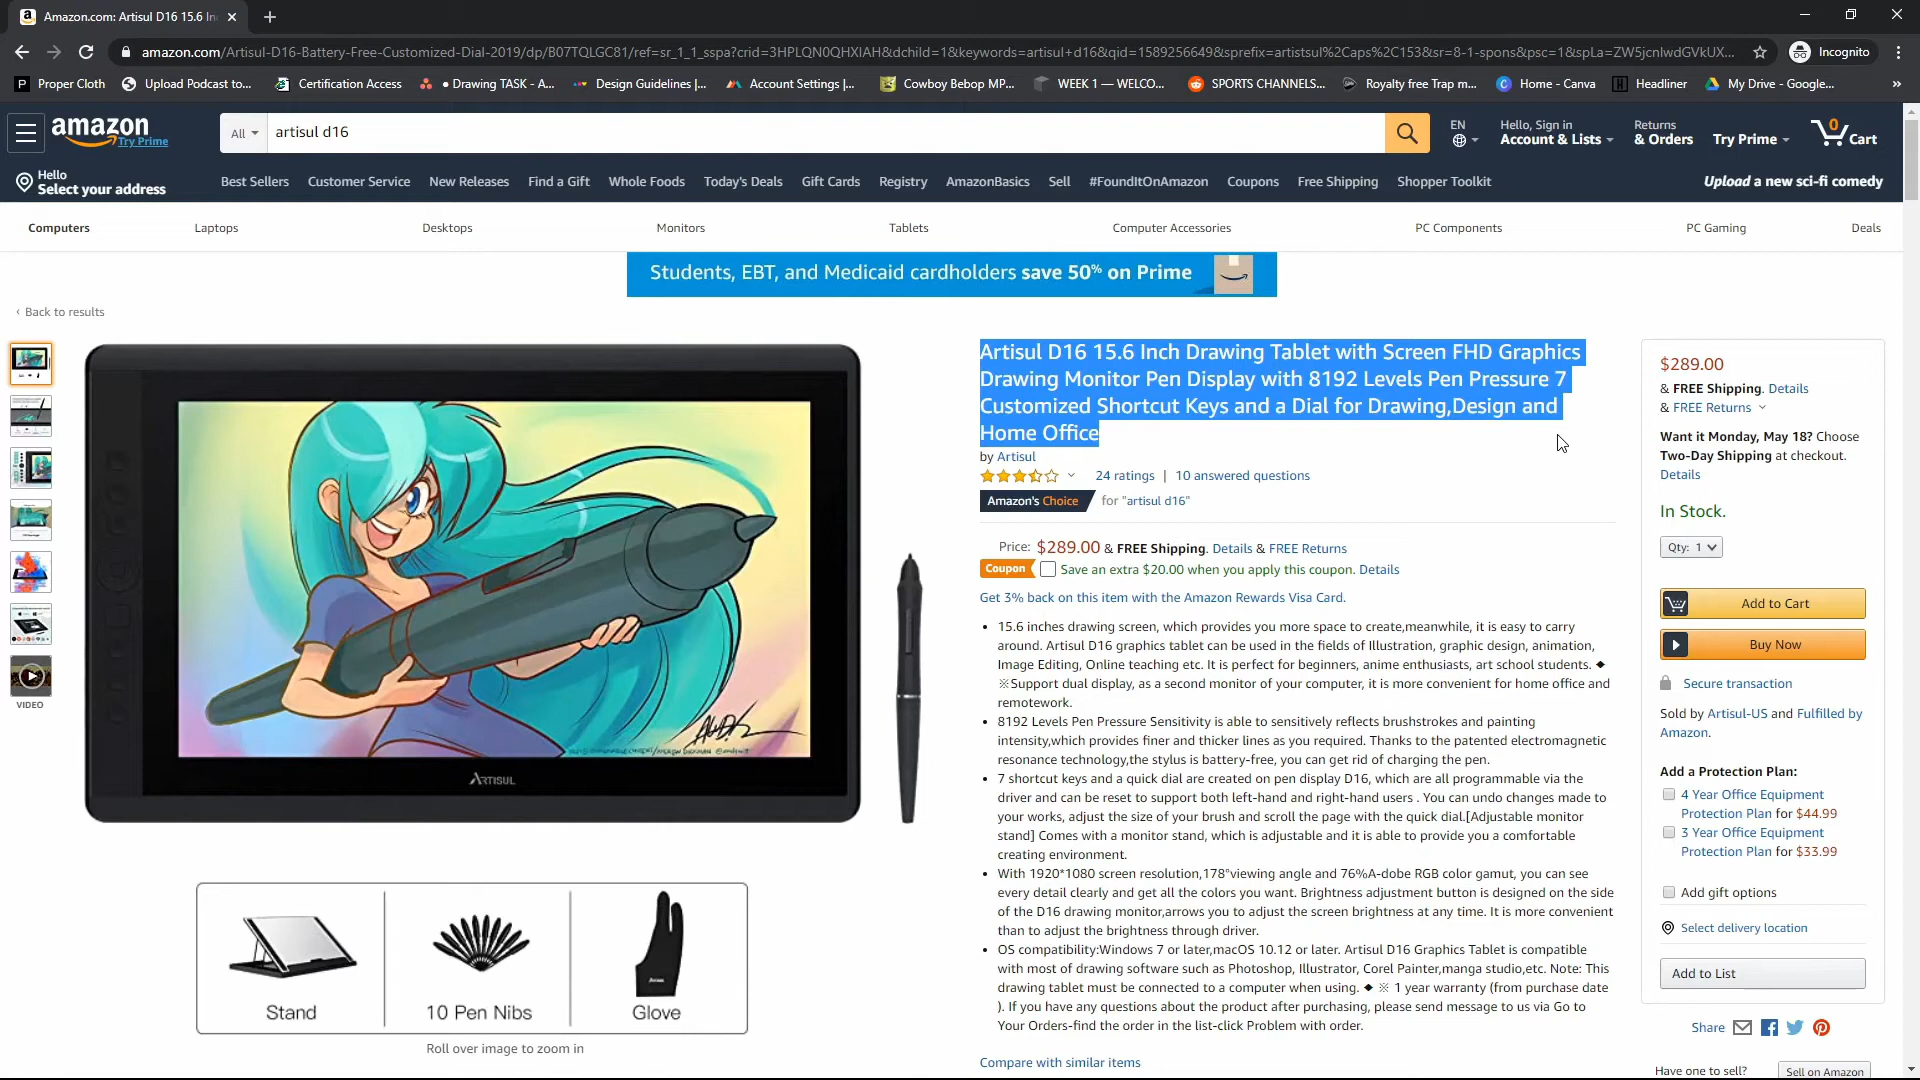 Amazon.com: Artisul D16 15.6 In
amazon.com/Artisul-D16-Battery-Free-Customized-Dial-2019/dp/B07TQLGC81/ref=sr_1_1_sspa?crid=3HPLQN0QHXIAH&dchild=1&keywords=artisul+d16&qid=1589256649&sprefix=artistsul%2Caps%2C153&sr=8-1-spons&psc=1&spLa=ZW5jcnlwdGVkUX...
Incognito
Proper Cloth
Upload Podcast to...
Certification Access
• Drawing TASK - A...
Design Guidelines |...
Account Settings |...
Cowboy Bebop MP...
WEEK 1 — WELCO...
SPORTS CHANNELS...
Royalty free Trap m...
Home - Canva
Headliner
My Drive - Google...
amazon
Try Prime
All
artisul d16
EN
Hello, Sign in
Account & Lists
Returns
& Orders
Try Prime
0
Cart
Hello
Select your address
Best Sellers
Customer Service
New Releases
Find a Gift
Whole Foods
Today's Deals
Gift Cards
Registry
AmazonBasics
Sell
#FoundItOnAmazon
Coupons
Free Shipping
Shopper Toolkit
Upload a new sci-fi comedy
Computers
Laptops
Desktops
Monitors
Tablets
Computer Accessories
PC Components
PC Gaming
Deals
Students, EBT, and Medicaid cardholders save 50% on Prime
‹ Back to results
VIDEO
ARTISUL
Stand
10 Pen Nibs
Glove
Roll over image to zoom in
Artisul D16 15.6 Inch Drawing Tablet with Screen FHD Graphics
Drawing Monitor Pen Display with 8192 Levels Pen Pressure 7
Customized Shortcut Keys and a Dial for Drawing,Design and
Home Office
by Artisul
24 ratings | 10 answered questions
Amazon's Choice for "artisul d16"
Price: $289.00 & FREE Shipping. Details & FREE Returns
Coupon Save an extra $20.00 when you apply this coupon. Details
Get 3% back on this item with the Amazon Rewards Visa Card.
• 15.6 inches drawing screen, which provides you more space to create,meanwhile, it is easy to carry
around. Artisul D16 graphics tablet can be used in the fields of Illustration, graphic design, animation,
Image Editing, Online teaching etc. It is perfect for beginners, anime enthusiasts, art school students. ◆
※Support dual display, as a second monitor of your computer, it is more convenient for home office and
remotework.
• 8192 Levels Pen Pressure Sensitivity is able to sensitively reflects brushstrokes and painting
intensity,which provides finer and thicker lines as you required. Thanks to the patented electromagnetic
resonance technology,the stylus is battery-free, you can get rid of charging the pen.
• 7 shortcut keys and a quick dial are created on pen display D16, which are all programmable via the
driver and can be reset to support both left-hand and right-hand users . You can undo changes made to
your works, adjust the size of your brush and scroll the page with the quick dial.[Adjustable monitor
stand] Comes with a monitor stand, which is adjustable and it is able to provide you a comfortable
creating environment.
• With 1920*1080 screen resolution,178°viewing angle and 76%A-dobe RGB color gamut, you can see
every detail clearly and get all the colors you want. Brightness adjustment button is designed on the side
of the D16 drawing monitor,arrows you to adjust the screen brightness at any time. It is more convenient
than to adjust the brightness through driver.
• OS compatibility:Windows 7 or later,macOS 10.12 or later. Artisul D16 Graphics Tablet is compatible
with most of drawing software such as Photoshop, Illustrator, Corel Painter,manga studio,etc. Note: This
drawing tablet must be connected to a computer when using. ◆ ※ 1 year warranty (from purchase date
). If you have any questions about the product after purchasing, please send message to us via Go to
Your Orders-find the order in the list-click Problem with order.
Compare with similar items
$289.00
& FREE Shipping. Details
& FREE Returns
Want it Monday, May 18? Choose
Two-Day Shipping at checkout.
Details
In Stock.
Qty: 1
Add to Cart
Buy Now
Secure transaction
Sold by Artisul-US and Fulfilled by
Amazon.
Add a Protection Plan:
4 Year Office Equipment
Protection Plan for $44.99
3 Year Office Equipment
Protection Plan for $33.99
Add gift options
Select delivery location
Add to List
Share
Have one to sell?
Sell on Amazon